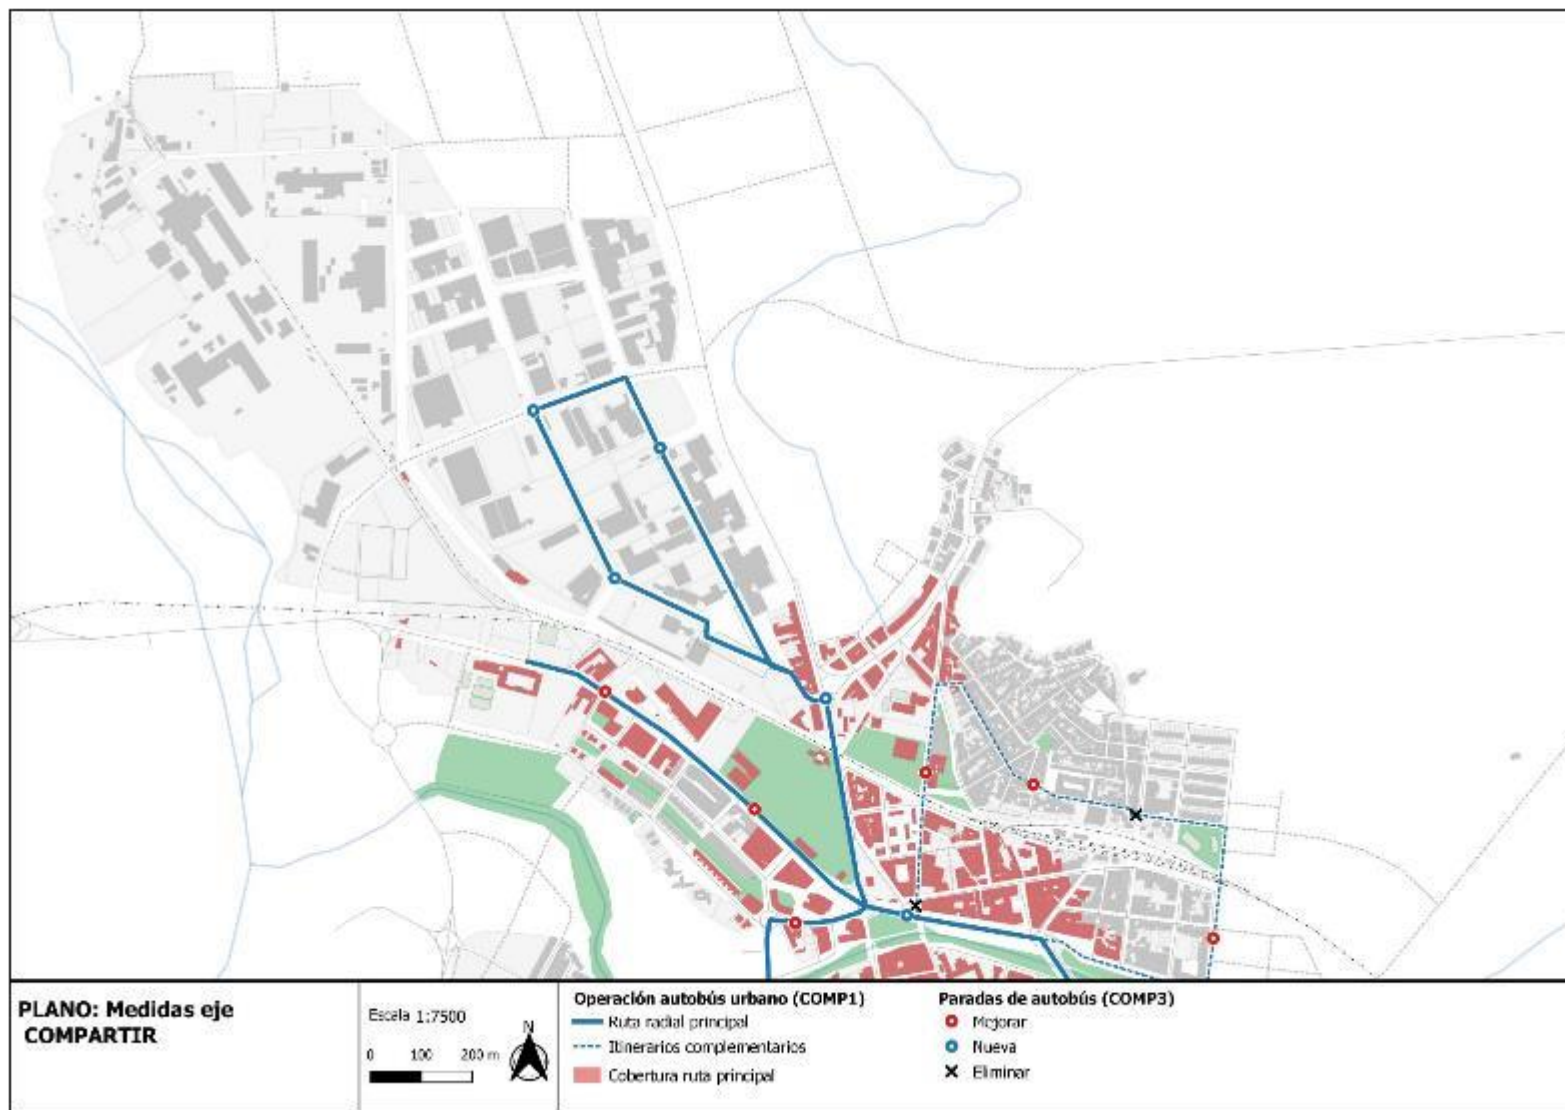 PLANO: Medidas eje
COMPARTIR
Escala 1:7500
0 100 200 m
N
Operación autobús urbano (COMP1)
Ruta radial principal
Itinerarios complementarios
Cobertura ruta principal
Paradas de autobús (COMP3)
Mejorar
Nueva
Eliminar